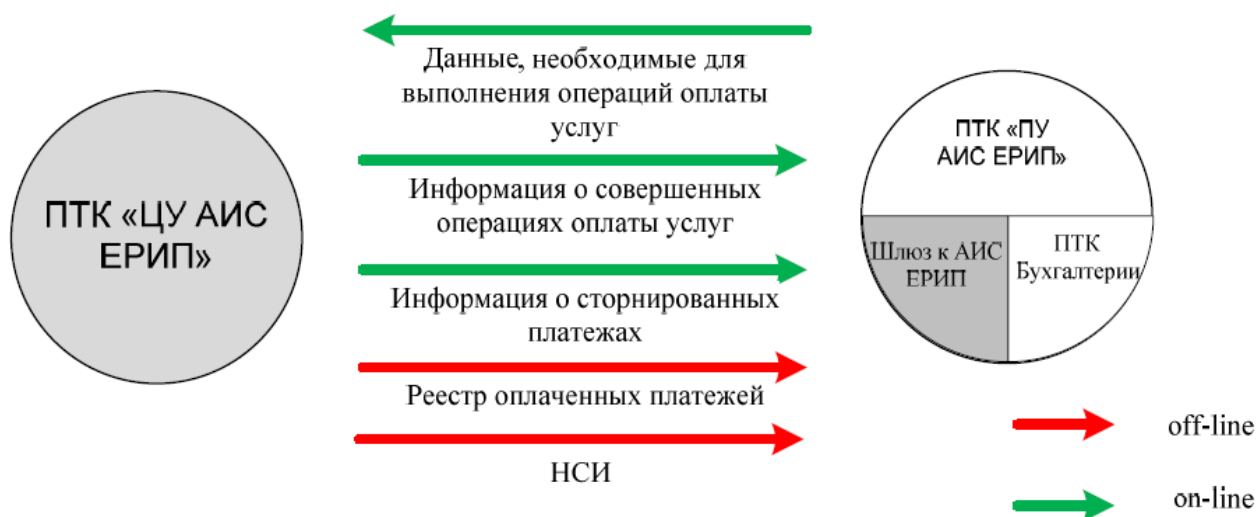 Данные, необходимые для
выполнения операций оплаты
услуг
ПТК «ЦУ АИС
ЕРИП»
ПТК «ПУ
АИС ЕРИП»
Информация о совершенных
операциях оплаты услуг
Шлюз к АИС
ЕРИП
ПТК
Бухгалтерии
Информация о сторнированных
платежах
Реестр оплаченных платежей
НСИ
off-line
on-line